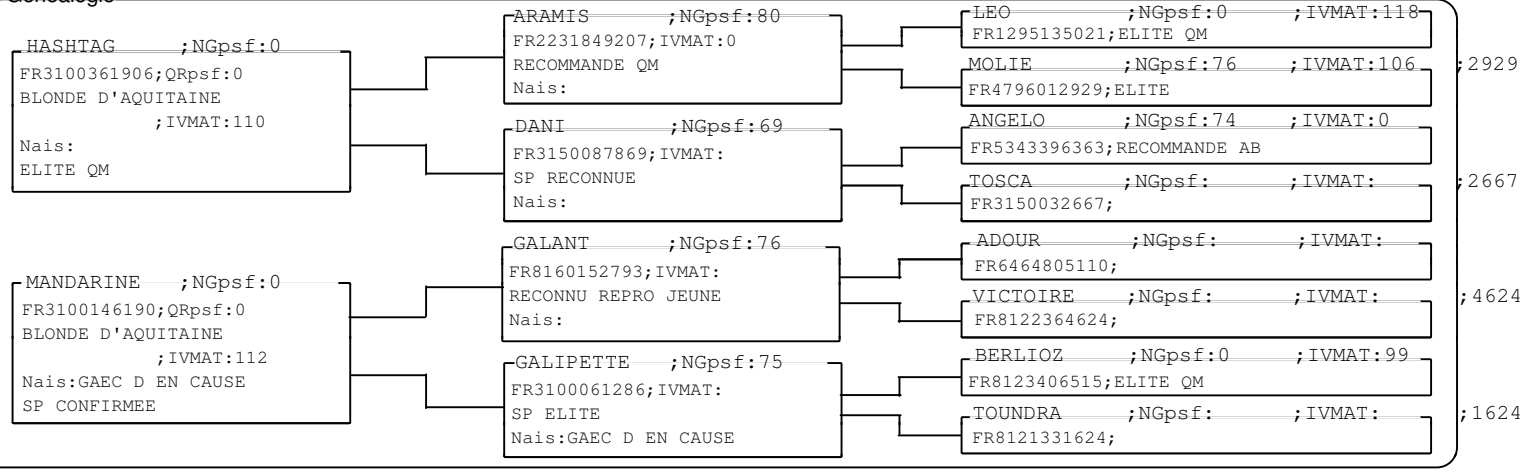 Généalogie
HASHTAG ;NGpsf:0
FR3100361906;QRpsf:0
BLONDE D'AQUITAINE
;IVMAT:110
Nais:
ELITE QM
MANDARINE ;NGpsf:0
FR3100146190;QRpsf:0
BLONDE D'AQUITAINE
;IVMAT:112
Nais:GAEC D EN CAUSE
SP CONFIRMEE
ARAMIS ;NGpsf:80
FR2231849207;IVMAT:0
RECOMMANDE QM
Nais:
DANI ;NGpsf:69
FR3150087869;IVMAT:
SP RECONNUE
Nais:
GALANT ;NGpsf:76
FR8160152793;IVMAT:
RECONNU REPRO JEUNE
Nais:
GALIPETTE ;NGpsf:75
FR3100061286;IVMAT:
SP ELITE
Nais:GAEC D EN CAUSE
LEO ;NGpsf:0 ;IVMAT:118
FR1295135021;ELITE QM
MOLIE ;NGpsf:76 ;IVMAT:106 ;2929
FR4796012929;ELITE
ANGELO ;NGpsf:74 ;IVMAT:0
FR5343396363;RECOMMANDE AB
TOSCA ;NGpsf: ;IVMAT: ;2667
FR3150032667;
ADOUR ;NGpsf: ;IVMAT:
FR6464805110;
VICTOIRE ;NGpsf: ;IVMAT: ;4624
FR8122364624;
BERLIOZ ;NGpsf:0 ;IVMAT:99
FR8123406515;ELITE QM
TOUNDRA ;NGpsf: ;IVMAT: ;1624
FR8121331624;